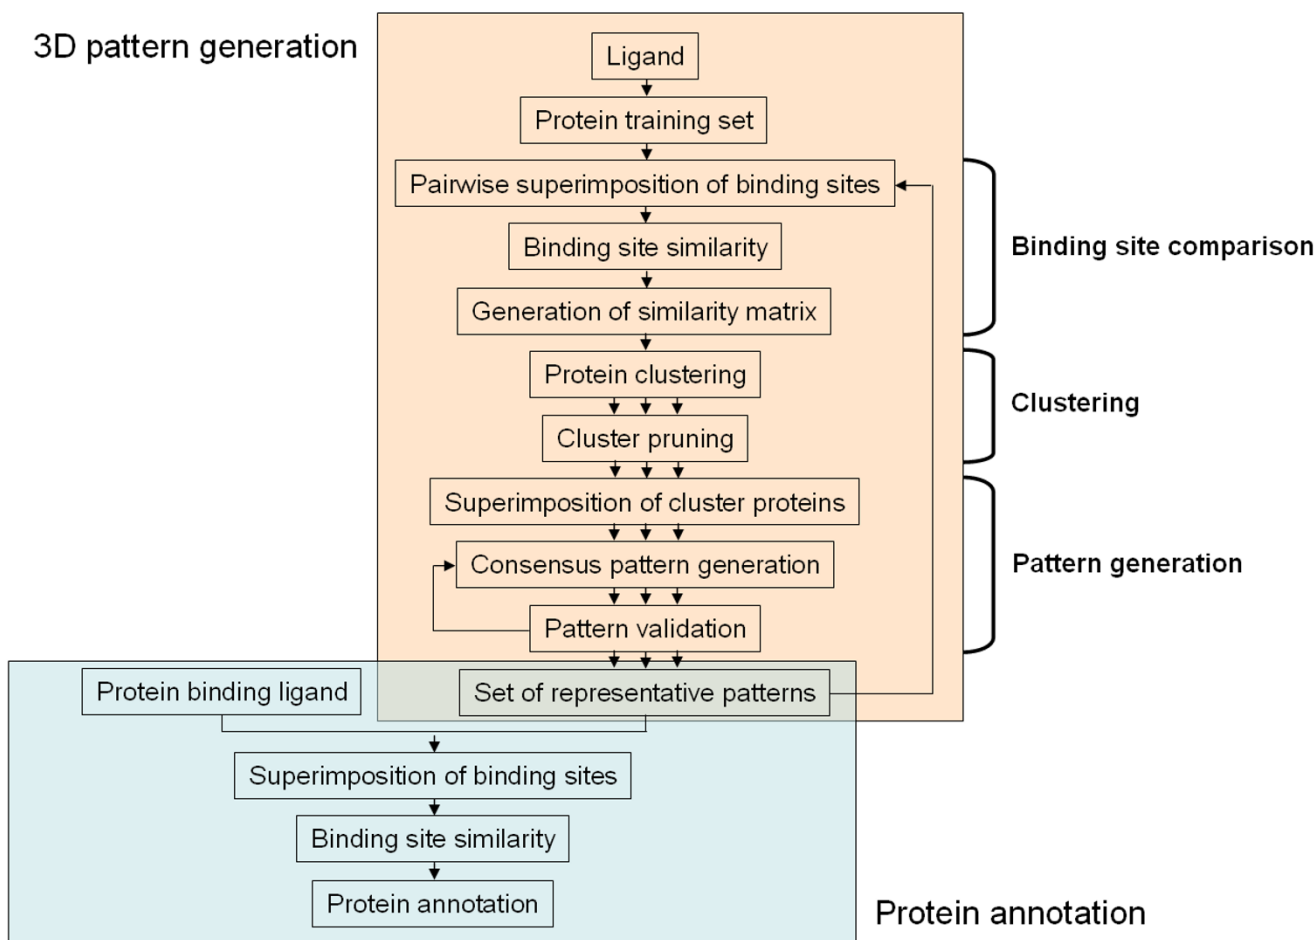 3D pattern generation
Ligand
Protein training set
Pairwise superimposition of binding sites
Binding site similarity
Generation of similarity matrix
Binding site comparison
Protein clustering
Cluster pruning
Clustering
Superimposition of cluster proteins
Consensus pattern generation
Pattern validation
Pattern generation
Protein binding ligand
Set of representative patterns
Superimposition of binding sites
Binding site similarity
Protein annotation
Protein annotation